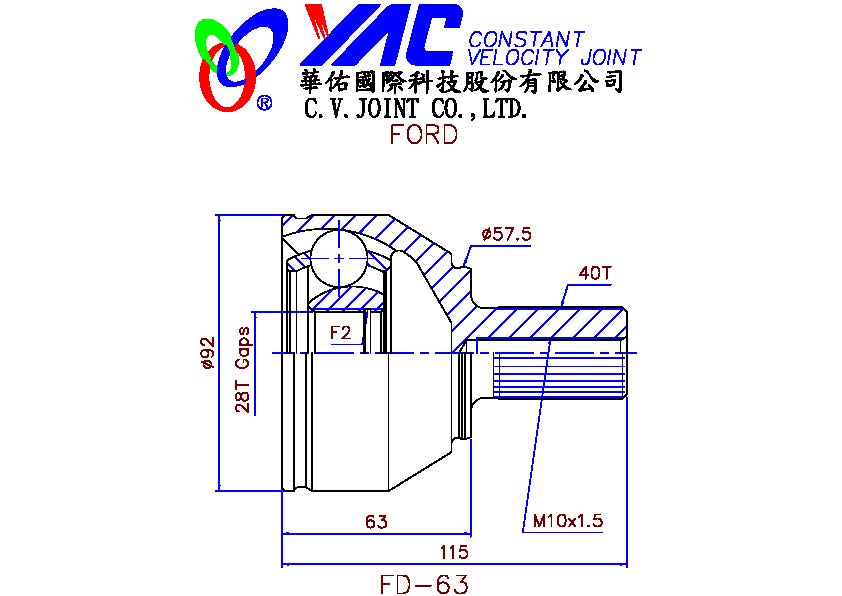 YAC CONSTANT
VELOCITY JOINT
華佑國際科技股份有限公司
®
C.V.JOINT CO.,LTD.
FORD
ø57.5
40T
F2
ø92
28T Gaps
63
M10x1.5
115
FD-63